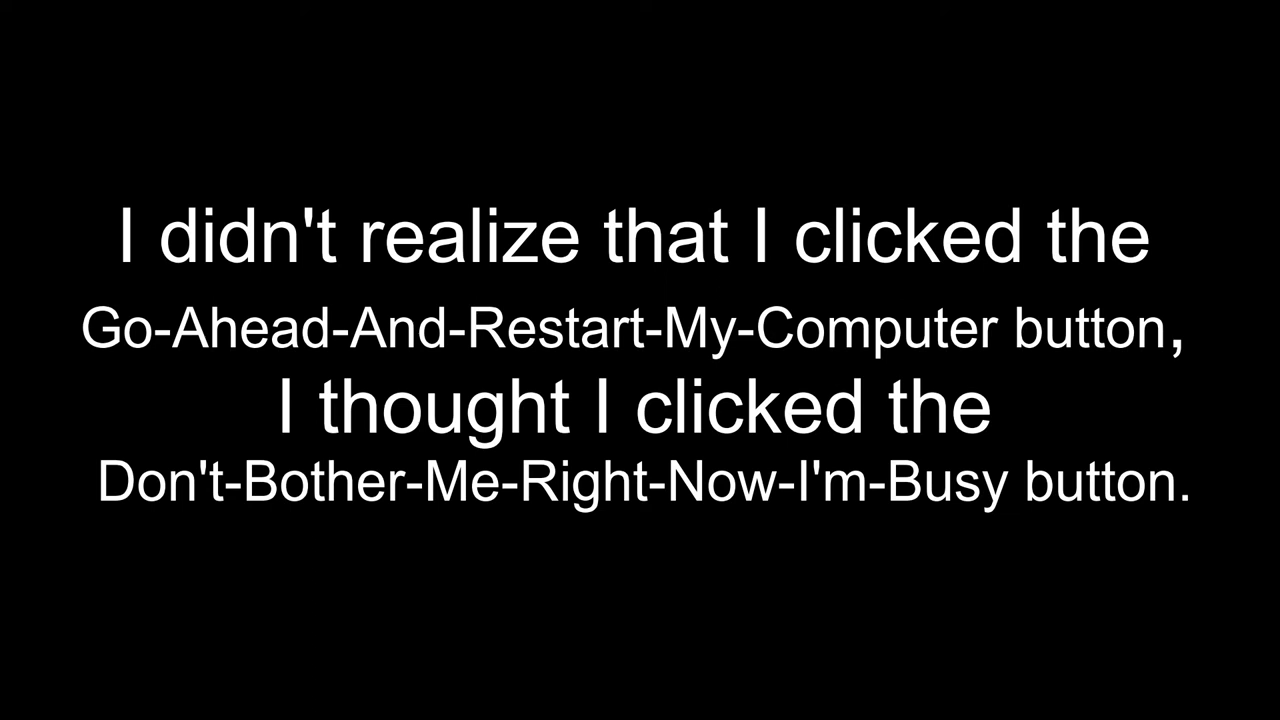 I didn't realize that I clicked the
Go-Ahead-And-Restart-My-Computer button,
I thought I clicked the
Don't-Bother-Me-Right-Now-I'm-Busy button.